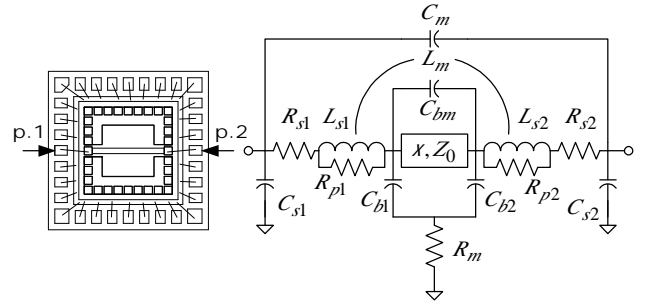 p.1
p.2
C_m
L_m
C_bm
R_s1
L_s1
L_s2
R_s2
x, Z_0
R_p1
R_p2
C_s1
C_b1
C_b2
C_s2
R_m